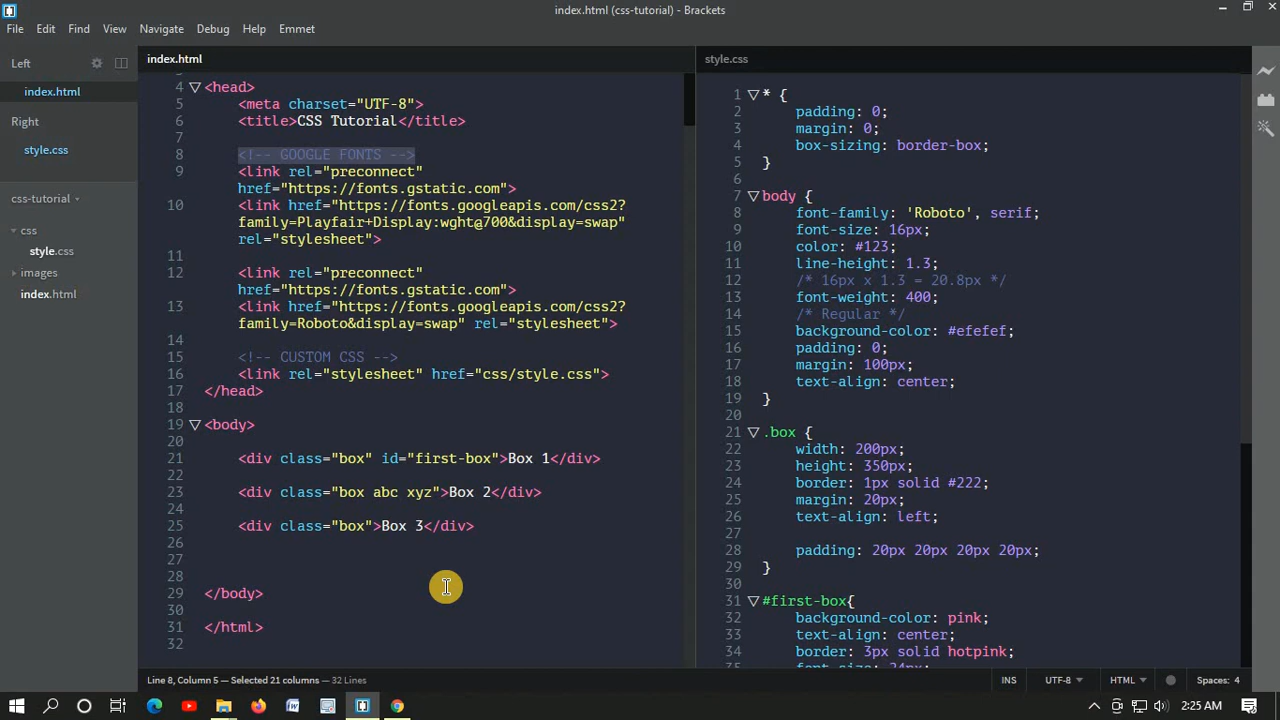 index.html (css-tutorial) - Brackets
File Edit Find View Navigate Debug Help Emmet
Left
index.html
Right
style.css
css-tutorial
css
style.css
images
index.html
index.html
4 <head>
5 <meta charset="UTF-8">
6 <title>CSS Tutorial</title>
7
8 <!-- GOOGLE FONTS -->
9 <link rel="preconnect"
href="https://fonts.gstatic.com">
10 <link href="https://fonts.googleapis.com/css2?
family=Playfair+Display:wght@700&display=swap"
rel="stylesheet">
11
12 <link rel="preconnect"
href="https://fonts.gstatic.com">
13 <link href="https://fonts.googleapis.com/css2?
family=Roboto&display=swap" rel="stylesheet">
14
15 <!-- CUSTOM CSS -->
16 <link rel="stylesheet" href="css/style.css">
17 </head>
18
19 <body>
20
21 <div class="box" id="first-box">Box 1</div>
22
23 <div class="box abc xyz">Box 2</div>
24
25 <div class="box">Box 3</div>
26
27
28
29 </body>
30
31 </html>
32
style.css
1 * {
2 padding: 0;
3 margin: 0;
4 box-sizing: border-box;
5 }
6
7 body {
8 font-family: 'Roboto', serif;
9 font-size: 16px;
10 color: #123;
11 line-height: 1.3;
12 /* 16px x 1.3 = 20.8px */
13 font-weight: 400;
14 /* Regular */
15 background-color: #efefef;
16 padding: 0;
17 margin: 100px;
18 text-align: center;
19 }
20
21 .box {
22 width: 200px;
23 height: 350px;
24 border: 1px solid #222;
25 margin: 20px;
26 text-align: left;
27
28 padding: 20px 20px 20px 20px;
29 }
30
31 #first-box{
32 background-color: pink;
33 text-align: center;
34 border: 3px solid hotpink;
35 font-size: 24px;
Line 8, Column 5 - Selected 21 columns - 32 Lines
INS UTF-8 HTML Spaces: 4
2:25 AM